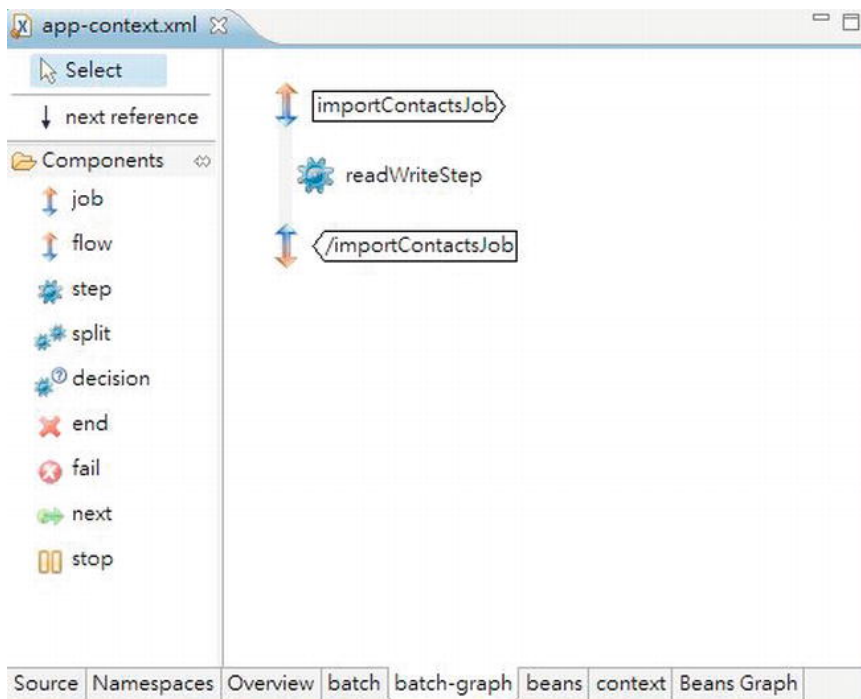 app-context.xml
Select
next reference
Components
job
flow
step
split
decision
end
fail
next
stop
importContactsJob
readWriteStep
/importContactsJob
Source Namespaces Overview batch batch-graph beans context Beans Graph